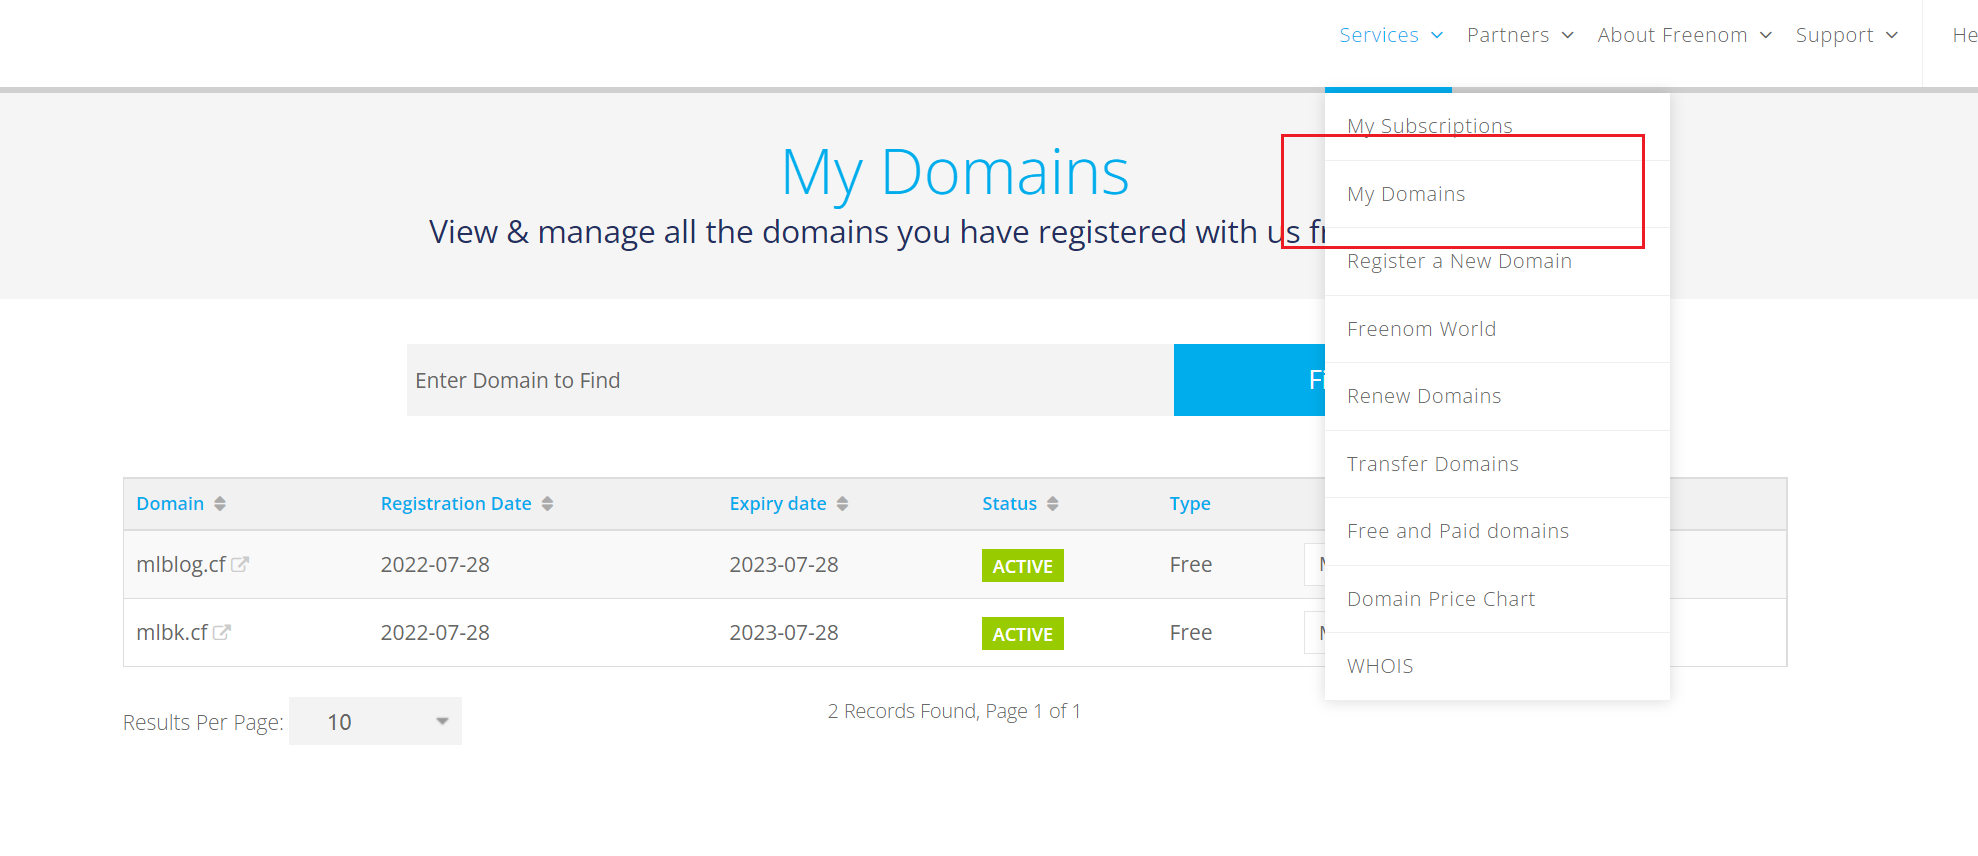 Services Partners About Freenom Support He
My Domains
View & manage all the domains you have registered with us fr
My Subscriptions
My Domains
Register a New Domain
Freenom World
Renew Domains
Transfer Domains
Free and Paid domains
Domain Price Chart
WHOIS
Enter Domain to Find
Fi
Domain Registration Date Expiry date Status Type
mlblog.cf 2022-07-28 2023-07-28 ACTIVE Free
mlbk.cf 2022-07-28 2023-07-28 ACTIVE Free
Results Per Page: 10
2 Records Found, Page 1 of 1